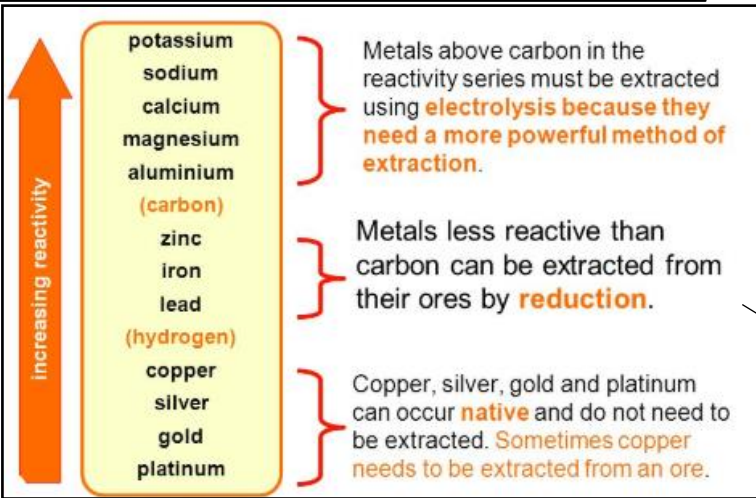 increasing reactivity
potassium
sodium
calcium
magnesium
aluminium
(carbon)
zinc
iron
lead
(hydrogen)
copper
silver
gold
platinum
Metals above carbon in the
reactivity series must be extracted
using electrolysis because they
need a more powerful method of
extraction.
Metals less reactive than
carbon can be extracted from
their ores by reduction.
Copper, silver, gold and platinum
can occur native and do not need to
be extracted. Sometimes copper
needs to be extracted from an ore.